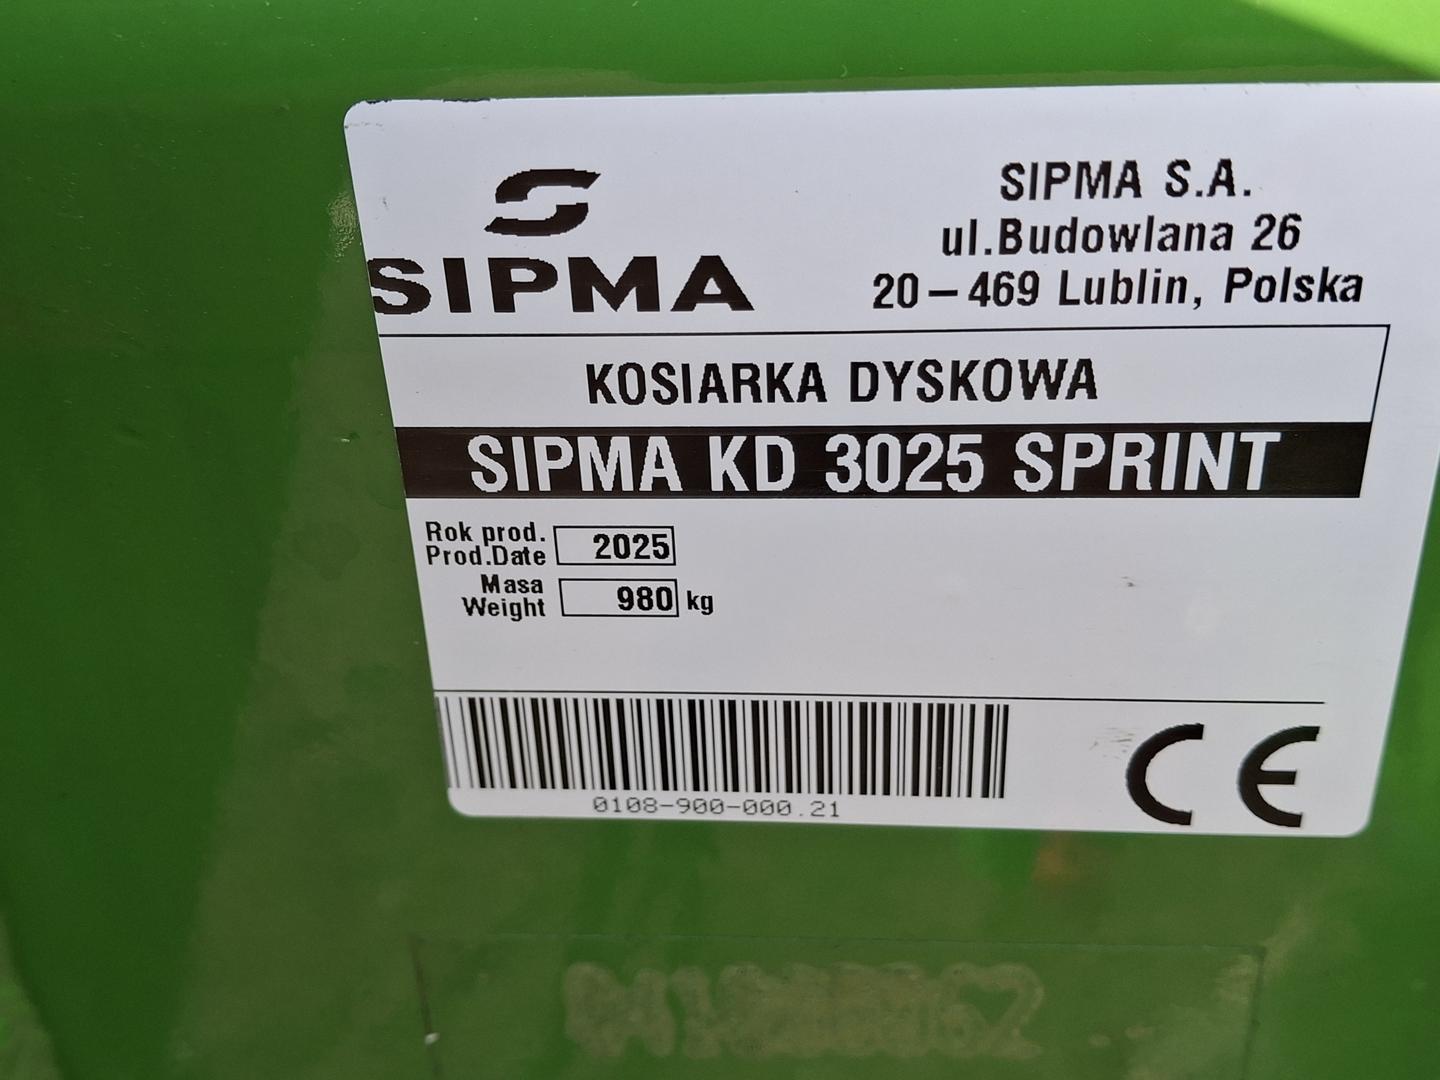 SIPMA
SIPMA S.A.
ul.Budowlana 26
20-469 Lublin, Polska
KOSIARKA DYSKOWA
SIPMA KD 3025 SPRINT
Rok prod.
Prod.Date
2025
Masa
Weight
980 kg
0108-900-000.21
CE